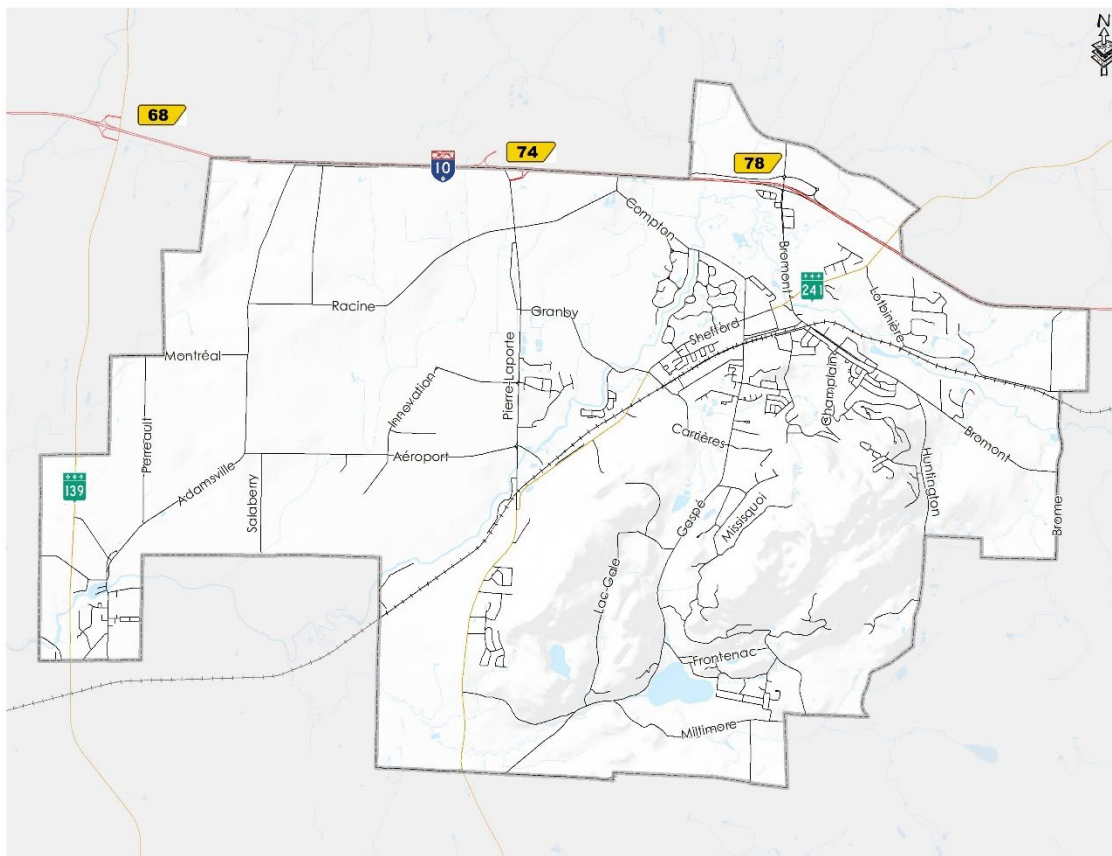 N
68
74
10
78
Compton
Bromont
241
Lotbinière
Racine
Granby
Shefford
Montréal
Pierre-Laporte
Innovation
Champlain
Perreault
Carrières
Aéroport
Bromont
Adamsville
139
Salaberry
Huntington
Gaspé
Missisquoi
Brome
Lac-Gale
Frontenac
Miltimore